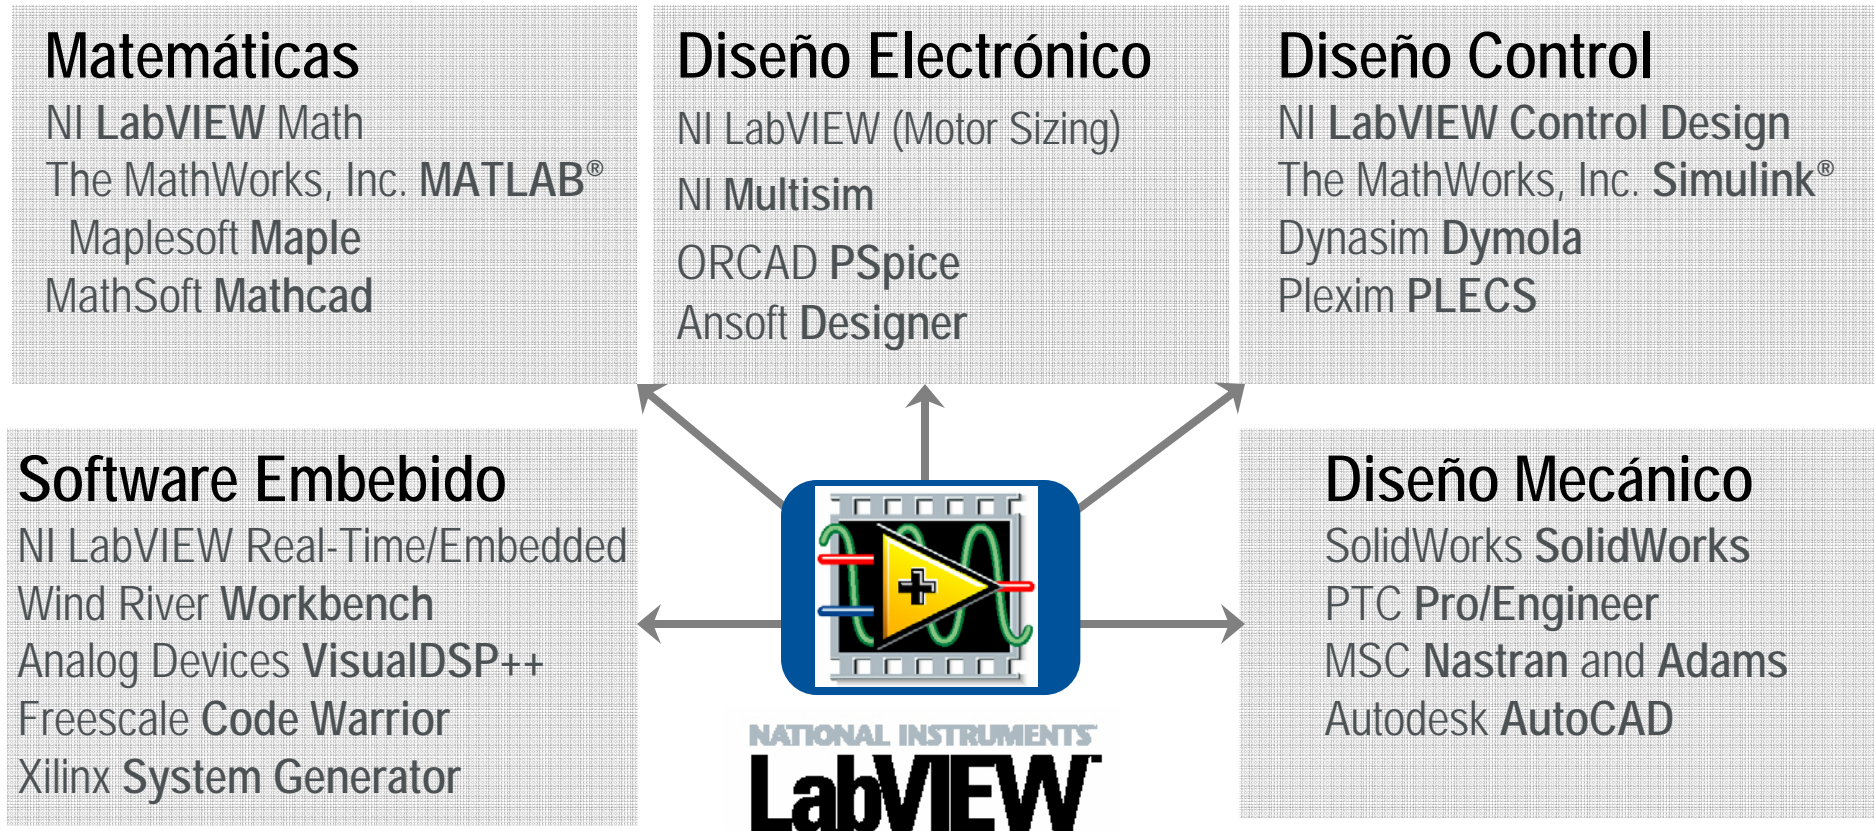 Matemáticas
NI LabVIEW Math
The MathWorks, Inc. MATLAB®
Maplesoft Maple
MathSoft Mathcad
Diseño Electrónico
NI LabVIEW (Motor Sizing)
NI Multisim
ORCAD PSpice
Ansoft Designer
Diseño Control
NI LabVIEW Control Design
The MathWorks, Inc. Simulink®
Dynasim Dymola
Plexim PLECS
Software Embebido
NI LabVIEW Real-Time/Embedded
Wind River Workbench
Analog Devices VisualDSP++
Freescale Code Warrior
Xilinx System Generator
NATIONAL INSTRUMENTS™
LabVIEW™
Diseño Mecánico
SolidWorks SolidWorks
PTC Pro/Engineer
MSC Nastran and Adams
Autodesk AutoCAD